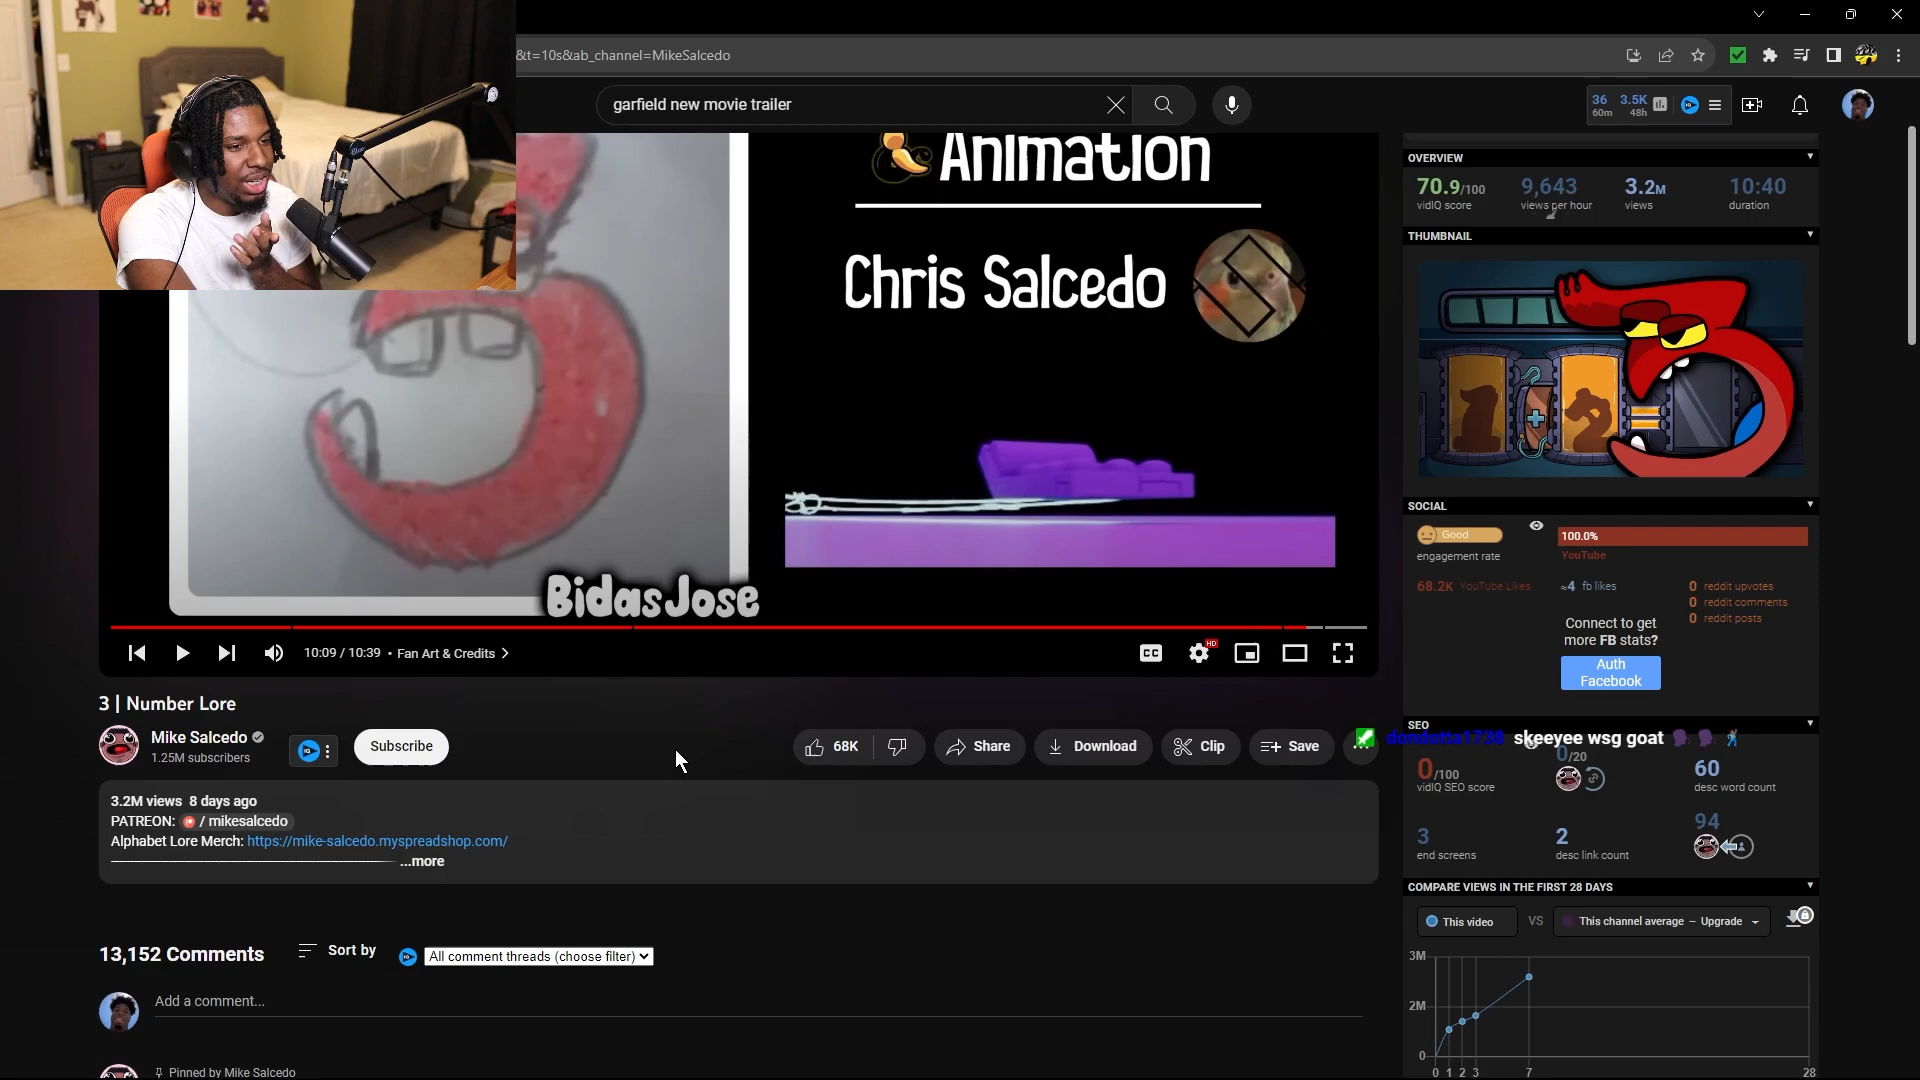 &t=10s&ab_channel=MikeSalcedo
garfield new movie trailer
36 3.5K
60m 48h
Animation
Chris Salcedo
BidasJose
10:09 / 10:39 • Fan Art & Credits >
CC
HD
3 | Number Lore
Mike Salcedo
1.25M subscribers
Subscribe
68K
Share
Download
Clip
Save
3.2M views 8 days ago
PATREON: / mikesalcedo
Alphabet Lore Merch: https://mike-salcedo.myspreadshop.com/
...more
13,152 Comments
Sort by
All comment threads (choose filter)
Add a comment...
Pinned by Mike Salcedo
OVERVIEW
70.9/100 9,643 3.2M 10:40
vidIQ score views per hour views duration
THUMBNAIL
1 + 2
SOCIAL
Good 100.0%
engagement rate YouTube
68.2K YouTube Likes ≈4 fb likes 0 reddit upvotes
0 reddit comments
0 reddit posts
Connect to get
more FB stats?
Auth
Facebook
SEO
dondotta1738 skeeyee wsg goat
0/100 0/20 60
vidIQ SEO score desc word count
3 2 94
end screens desc link count
COMPARE VIEWS IN THE FIRST 28 DAYS
This video VS This channel average – Upgrade
3M
2M
0
0 1 2 3 7 28